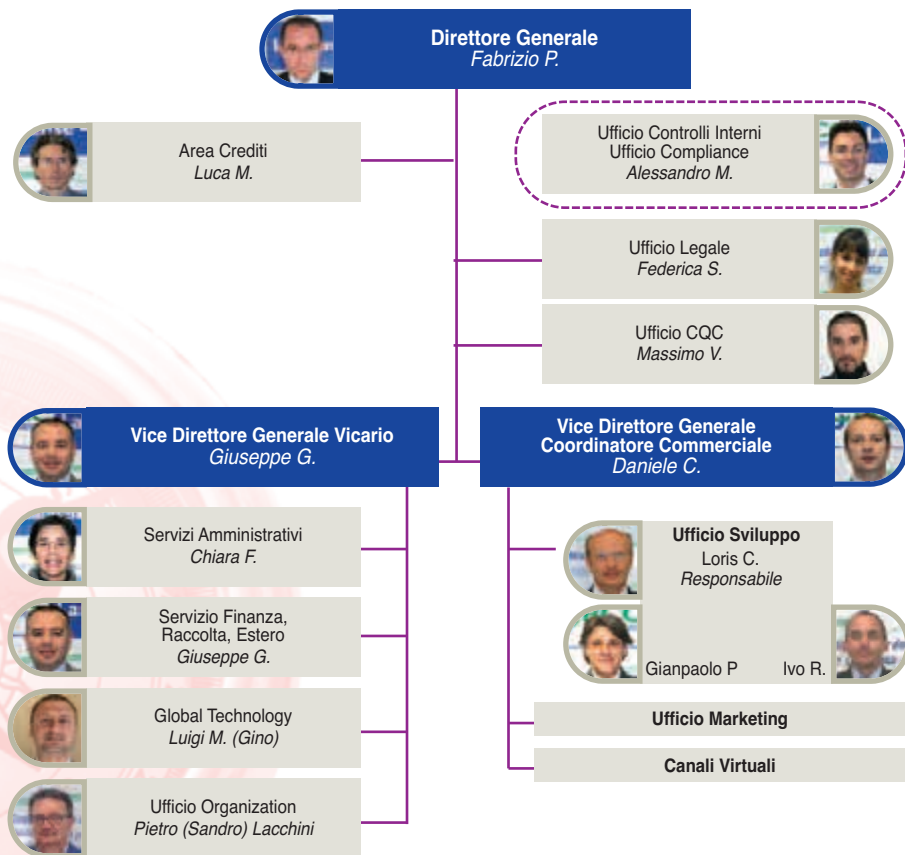 Direttore Generale
Fabrizio P.
Area Crediti
Luca M.
Ufficio Controlli Interni
Ufficio Compliance
Alessandro M.
Ufficio Legale
Federica S.
Ufficio CQC
Massimo V.
Vice Direttore Generale Vicario
Giuseppe G.
Vice Direttore Generale
Coordinatore Commerciale
Daniele C.
Servizi Amministrativi
Chiara F.
Servizio Finanza,
Raccolta, Estero
Giuseppe G.
Global Technology
Luigi M. (Gino)
Ufficio Organization
Pietro (Sandro) Lacchini
Ufficio Sviluppo
Loris C.
Responsabile
Gianpaolo P
Ivo R.
Ufficio Marketing
Canali Virtuali